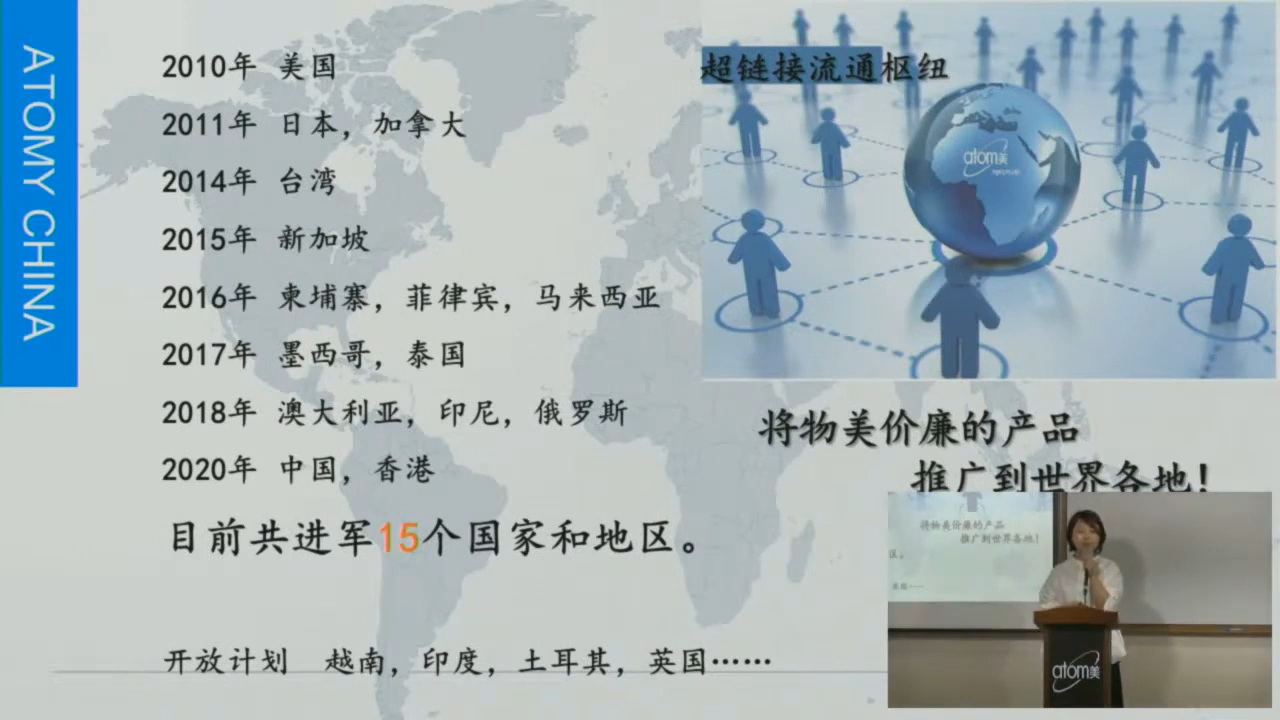 ATOMY CHINA
2010年 美国
2011年 日本，加拿大
2014年 台湾
2015年 新加坡
2016年 柬埔寨，菲律宾，马来西亚
2017年 墨西哥，泰国
2018年 澳大利亚，印尼，俄罗斯
2020年 中国，香港
目前共进军15个国家和地区。
开放计划 越南，印度，土耳其，英国······
超链接流通枢纽
atom美
将物美价廉的产品
推广到世界各地！
将物美价廉的产品
推广到世界各地！
区。
atom美